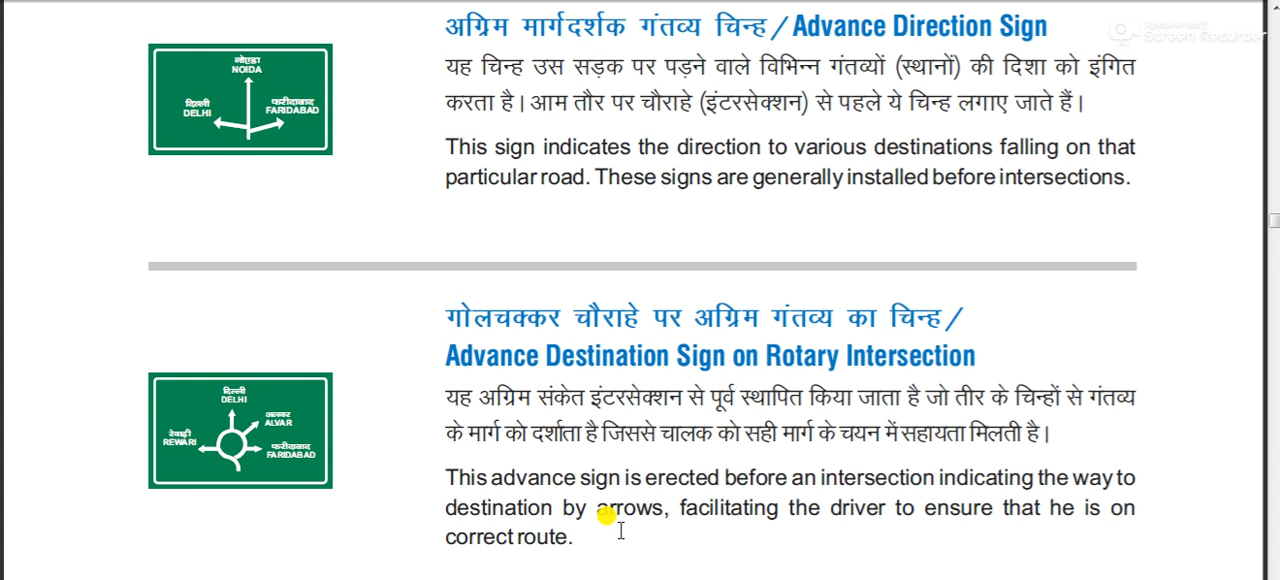 Apowersoft
Screen Recorder
अग्रिम मार्गदर्शक गंतव्य चिन्ह / Advance Direction Sign
यह चिन्ह उस सड़क पर पड़ने वाले विभिन्न गंतव्यों (स्थानों) की दिशा को इंगित
करता है। आम तौर पर चौराहे (इंटरसेक्शन) से पहले ये चिन्ह लगाए जाते हैं।
This sign indicates the direction to various destinations falling on that
particular road. These signs are generally installed before intersections.
नोएडा
NOIDA
दिल्ली
DELHI
फरीदाबाद
FARIDABAD
गोलचक्कर चौराहे पर अग्रिम गंतव्य का चिन्ह /
Advance Destination Sign on Rotary Intersection
यह अग्रिम संकेत इंटरसेक्शन से पूर्व स्थापित किया जाता है जो तीर के चिन्हों से गंतव्य
के मार्ग को दर्शाता है जिससे चालक को सही मार्ग के चयन में सहायता मिलती है।
This advance sign is erected before an intersection indicating the way to
destination by arrows, facilitating the driver to ensure that he is on
correct route.
दिल्ली
DELHI
अलवर
ALVAR
रेवाड़ी
REWARI
फरीदाबाद
FARIDABAD